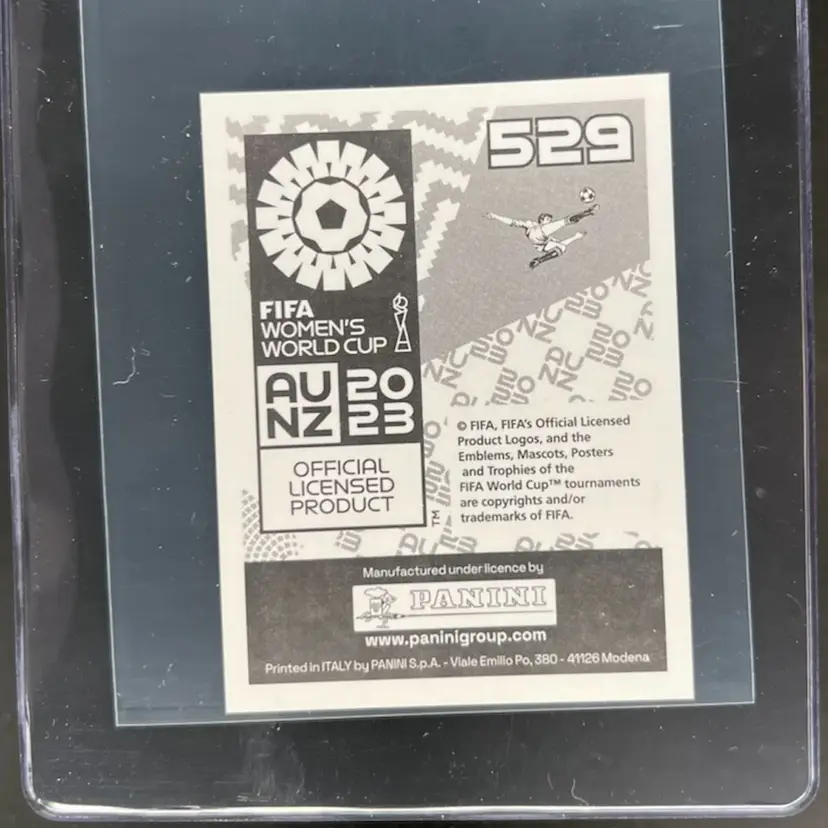 529
FIFA
WOMEN'S
WORLD CUP
AU 20
NZ 23
OFFICIAL
LICENSED
PRODUCT
TM
© FIFA, FIFA's Official Licensed
Product Logos, and the
Emblems, Mascots, Posters
and Trophies of the
FIFA World Cup™ tournaments
are copyrights and/or
trademarks of FIFA.
Manufactured under licence by
PANINI
www.paninigroup.com
Printed in ITALY by PANINI S.p.A. - Viale Emilio Po, 380 - 41126 Modena